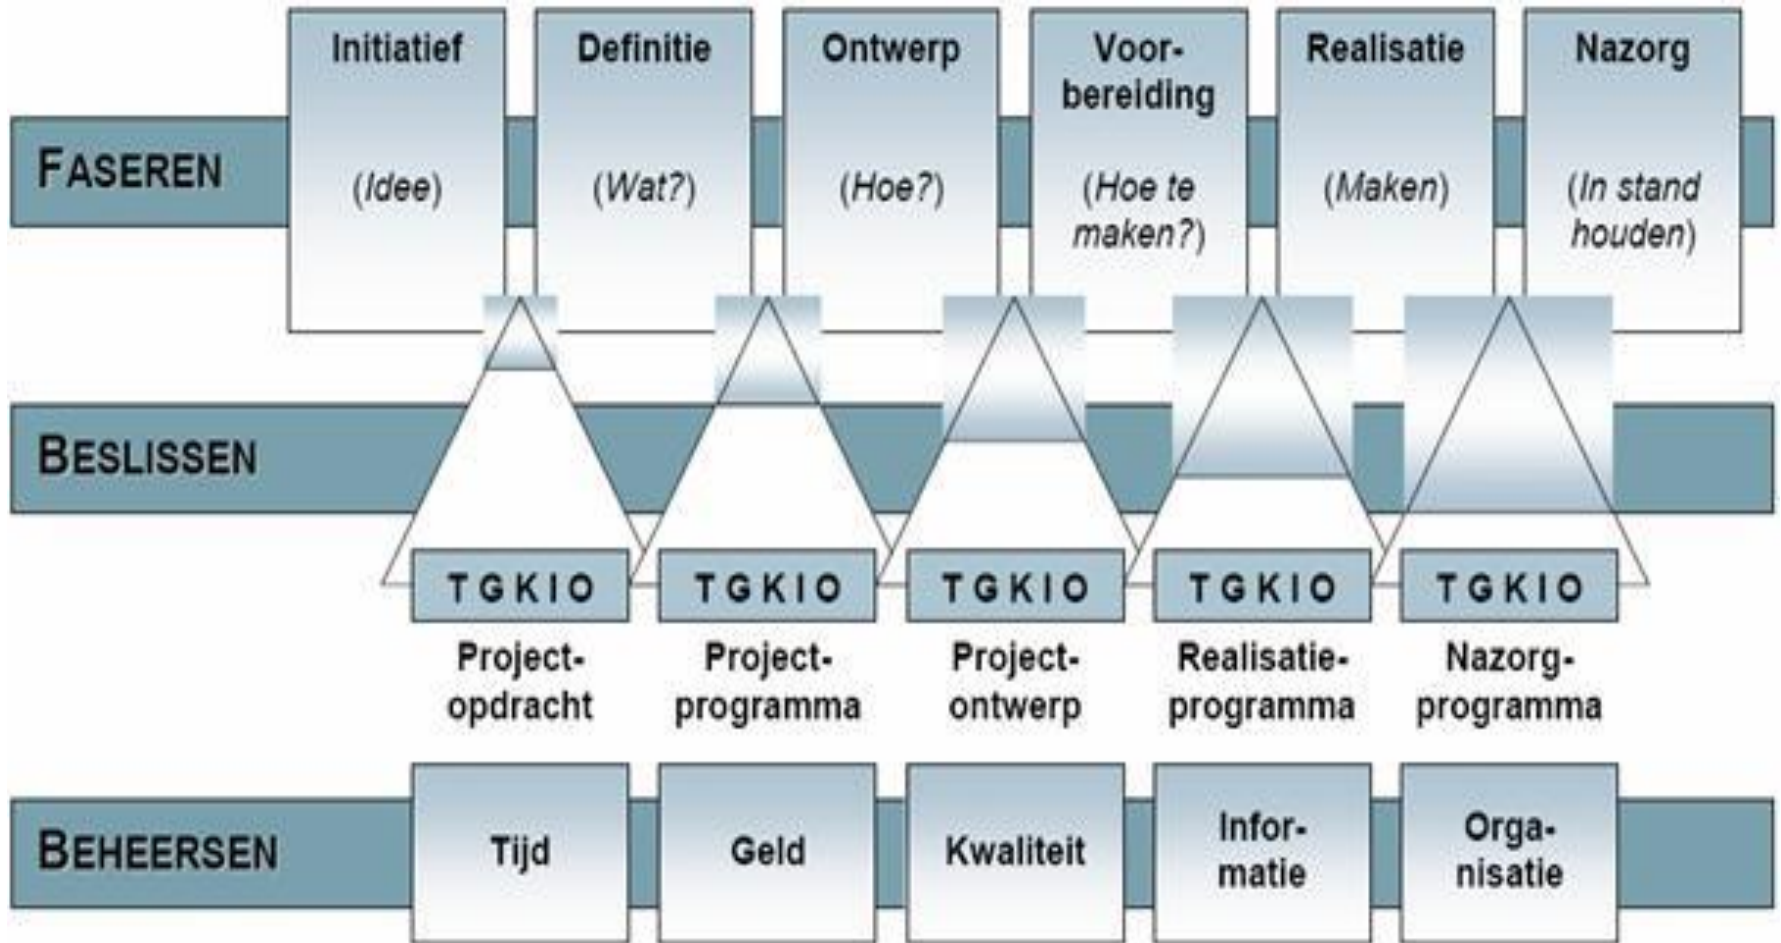 Initiatief
(Idee)
Definitie
(Wat?)
Ontwerp
(Hoe?)
Voor-
bereiding
(Hoe te
maken?)
Realisatie
(Maken)
Nazorg
(In stand
houden)
FASEREN
BESLISSEN
T G K I O
T G K I O
T G K I O
T G K I O
T G K I O
Project-
opdracht
Project-
programma
Project-
ontwerp
Realisatie-
programma
Nazorg-
programma
BEHEERSEN
Tijd
Geld
Kwaliteit
Infor-
matie
Orga-
nisatie